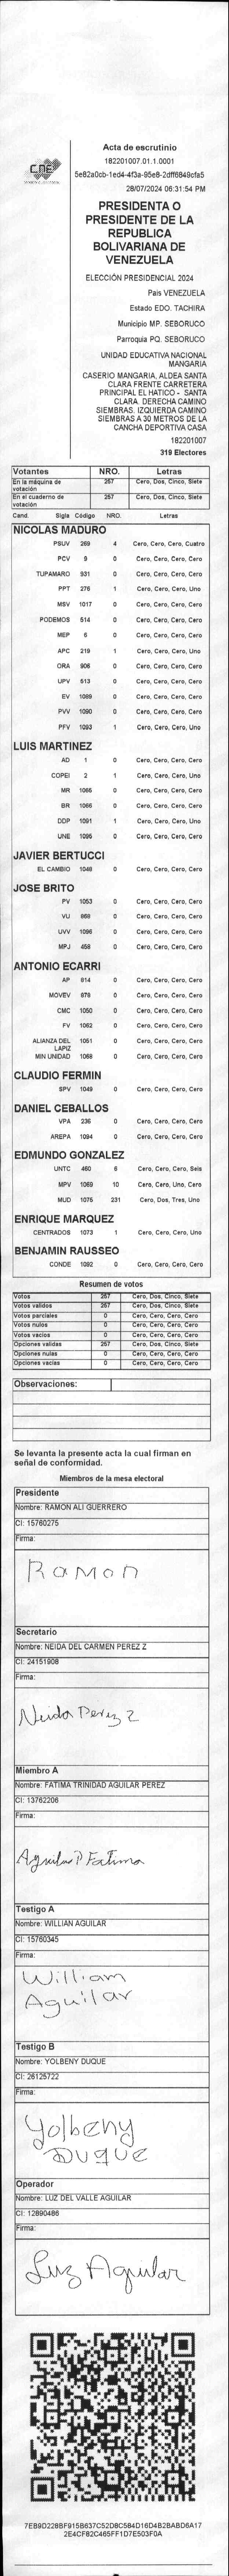 Acta de escrutinio
CNE
182201007.01.1.0001
5e82a0cb-1ed4-4f3a-95e8-2dff6849cfa5
28/07/2024 06:31:54 PM
PRESIDENTA O
PRESIDENTE DE LA
REPUBLICA
BOLIVARIANA DE
VENEZUELA
ELECCIÓN PRESIDENCIAL 2024
Pais VENEZUELA
Estado EDO. TACHIRA
Municipio MP. SEBORUCO
Parroquia PQ. SEBORUCO
UNIDAD EDUCATIVA NACIONAL
MANGARIA
CASERIO MANGARIA, ALDEA SANTA
CLARA FRENTE CARRETERA
PRINCIPAL EL HATICO - SANTA
CLARA. DERECHA CAMINO
SIEMBRAS. IZQUIERDA CAMINO
SIEMBRAS A 30 METROS DE LA
CANCHA DEPORTIVA CASA
182201007
319 Electores
Votantes NRO. Letras
En la máquina de votación 257 Cero, Dos, Cinco, Siete
En el cuaderno de votación 257 Cero, Dos, Cinco, Siete
Cand. Sigla Código NRO. Letras
NICOLAS MADURO
PSUV 269 4 Cero, Cero, Cero, Cuatro
PCV 9 0 Cero, Cero, Cero, Cero
TUPAMARO 931 0 Cero, Cero, Cero, Cero
PPT 276 1 Cero, Cero, Cero, Uno
MSV 1017 0 Cero, Cero, Cero, Cero
PODEMOS 514 0 Cero, Cero, Cero, Cero
MEP 6 0 Cero, Cero, Cero, Cero
APC 219 1 Cero, Cero, Cero, Uno
ORA 906 0 Cero, Cero, Cero, Cero
UPV 513 0 Cero, Cero, Cero, Cero
EV 1089 0 Cero, Cero, Cero, Cero
PVV 1090 0 Cero, Cero, Cero, Cero
PFV 1093 1 Cero, Cero, Cero, Uno
LUIS MARTINEZ
AD 1 0 Cero, Cero, Cero, Cero
COPEI 2 1 Cero, Cero, Cero, Uno
MR 1065 0 Cero, Cero, Cero, Cero
BR 1066 0 Cero, Cero, Cero, Cero
DDP 1091 1 Cero, Cero, Cero, Uno
UNE 1095 0 Cero, Cero, Cero, Cero
JAVIER BERTUCCI
EL CAMBIO 1048 0 Cero, Cero, Cero, Cero
JOSE BRITO
PV 1053 0 Cero, Cero, Cero, Cero
VU 868 0 Cero, Cero, Cero, Cero
UVV 1096 0 Cero, Cero, Cero, Cero
MPJ 458 0 Cero, Cero, Cero, Cero
ANTONIO ECARRI
AP 814 0 Cero, Cero, Cero, Cero
MOVEV 878 0 Cero, Cero, Cero, Cero
CMC 1050 0 Cero, Cero, Cero, Cero
FV 1062 0 Cero, Cero, Cero, Cero
ALIANZA DEL LAPIZ 1051 0 Cero, Cero, Cero, Cero
MIN UNIDAD 1068 0 Cero, Cero, Cero, Cero
CLAUDIO FERMIN
SPV 1049 0 Cero, Cero, Cero, Cero
DANIEL CEBALLOS
VPA 236 0 Cero, Cero, Cero, Cero
AREPA 1094 0 Cero, Cero, Cero, Cero
EDMUNDO GONZALEZ
UNTC 460 6 Cero, Cero, Cero, Seis
MPV 1069 10 Cero, Cero, Uno, Cero
MUD 1075 231 Cero, Dos, Tres, Uno
ENRIQUE MARQUEZ
CENTRADOS 1073 1 Cero, Cero, Cero, Uno
BENJAMIN RAUSSEO
CONDE 1092 0 Cero, Cero, Cero, Cero
Resumen de votos
Votos 257 Cero, Dos, Cinco, Siete
Votos validos 257 Cero, Dos, Cinco, Siete
Votos parciales 0 Cero, Cero, Cero, Cero
Votos nulos 0 Cero, Cero, Cero, Cero
Votos vacios 0 Cero, Cero, Cero, Cero
Opciones validas 257 Cero, Dos, Cinco, Siete
Opciones nulas 0 Cero, Cero, Cero, Cero
Opciones vacias 0 Cero, Cero, Cero, Cero
Observaciones:
Se levanta la presente acta la cual firman en
señal de conformidad.
Miembros de la mesa electoral
Presidente
Nombre: RAMON ALI GUERRERO
CI: 15760275
Firma:
Ramon
Secretario
Nombre: NEIDA DEL CARMEN PEREZ Z
CI: 24151908
Firma:
Neida Perez Z
Miembro A
Nombre: FATIMA TRINIDAD AGUILAR PEREZ
CI: 13762206
Firma:
Aguilar P Fatima
Testigo A
Nombre: WILLIAN AGUILAR
CI: 15760345
Firma:
William
Aguilar
Testigo B
Nombre: YOLBENY DUQUE
CI: 26125722
Firma:
Yolbeny
Duque
Operador
Nombre: LUZ DEL VALLE AGUILAR
CI: 12890486
Firma:
Luz Aguilar
7EB9D228BF915B637C52D8C584D16D4B2BABD6A17
2E4CF82C465FF1D7E503F0A